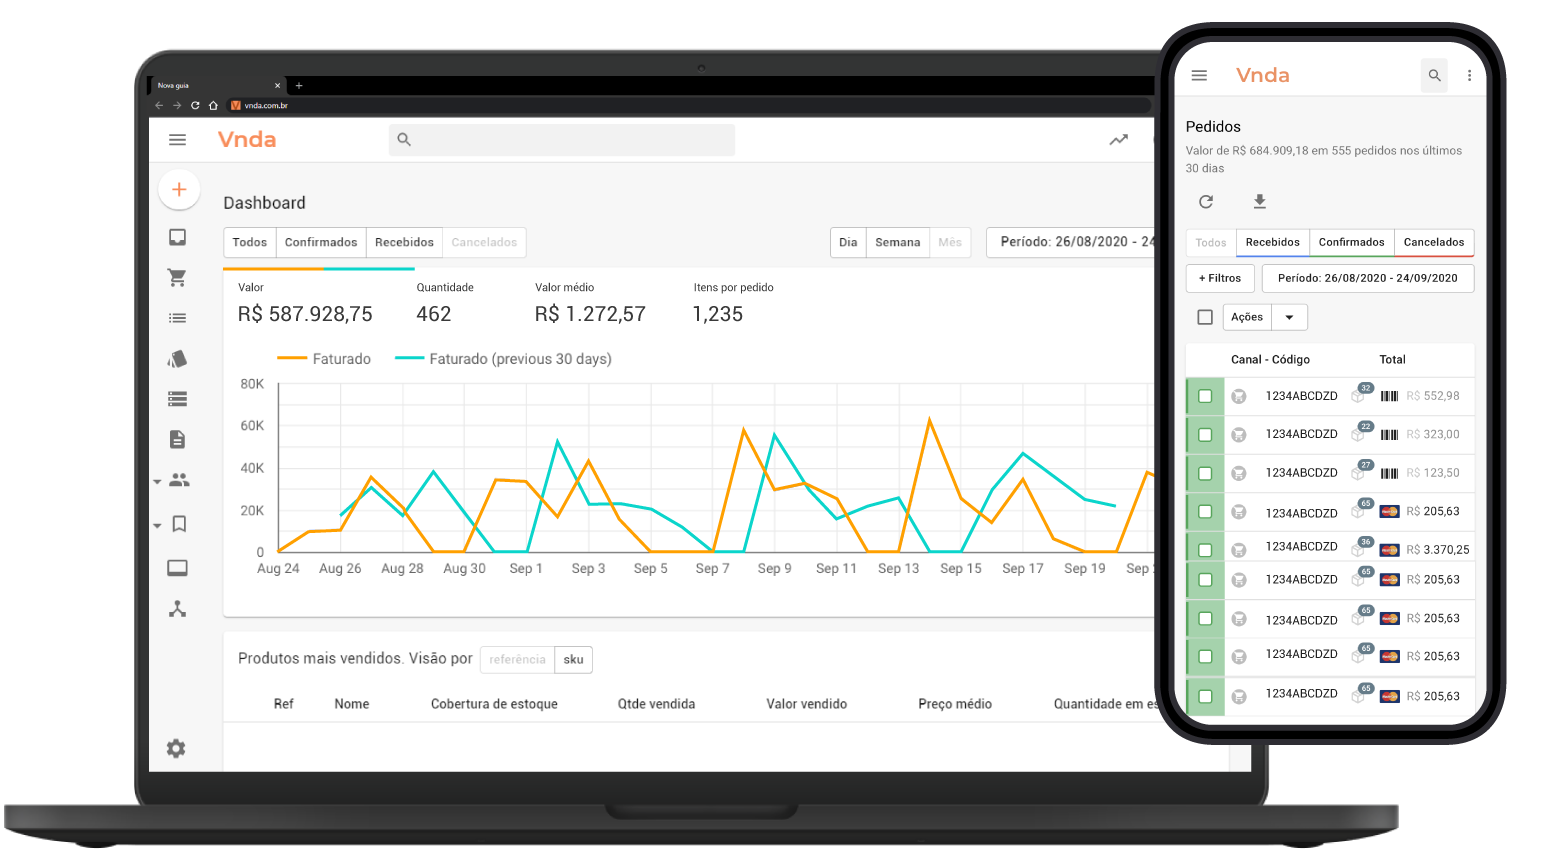 Nova guia
vnda.com.br
Vnda
Dashboard
Todos Confirmados Recebidos Cancelados
Dia Semana Mês
Período: 26/08/2020 - 24
Valor Quantidade Valor médio Itens por pedido
R$ 587.928,75 462 R$ 1.272,57 1,235
Faturado Faturado (previous 30 days)
80K
60K
40K
20K
0
Aug 24 Aug 26 Aug 28 Aug 30 Sep 1 Sep 3 Sep 5 Sep 7 Sep 9 Sep 11 Sep 13 Sep 15 Sep 17 Sep 19 Sep
Produtos mais vendidos. Visão por referência sku
Ref Nome Cobertura de estoque Qtde vendida Valor vendido Preço médio Quantidade em es
Vnda
Pedidos
Valor de R$ 684.909,18 em 555 pedidos nos últimos
30 dias
Todos Recebidos Confirmados Cancelados
+ Filtros Período: 26/08/2020 - 24/09/2020
Ações
Canal - Código Total
1234ABCDZD 32 R$ 552,98
1234ABCDZD 22 R$ 323,00
1234ABCDZD 27 R$ 123,50
1234ABCDZD 65 R$ 205,63
1234ABCDZD 36 R$ 3.370,25
1234ABCDZD 65 R$ 205,63
1234ABCDZD 65 R$ 205,63
1234ABCDZD 65 R$ 205,63
1234ABCDZD 65 R$ 205,63